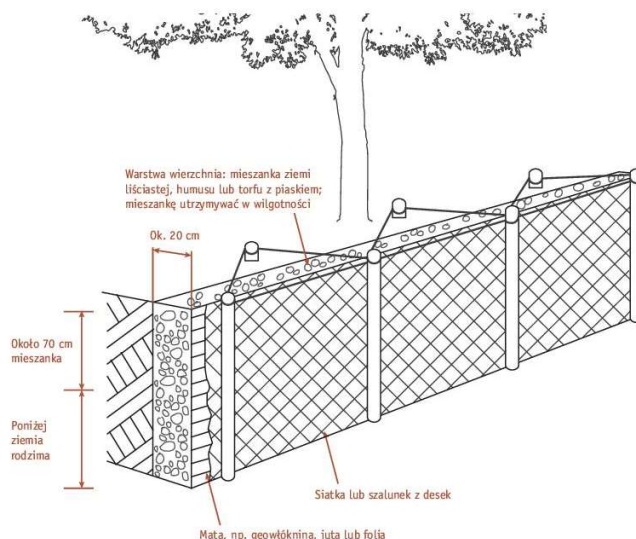 Warstwa wierzchnia: mieszanka ziemi
liściastej, humusu lub torfu z piaskiem;
mieszankę utrzymywać w wilgotności
Ok. 20 cm
Około 70 cm
mieszanka
Poniżej
ziemia
rodzima
Siatka lub szalunek z desek
Mata, np. geowłóknina, juta lub folia